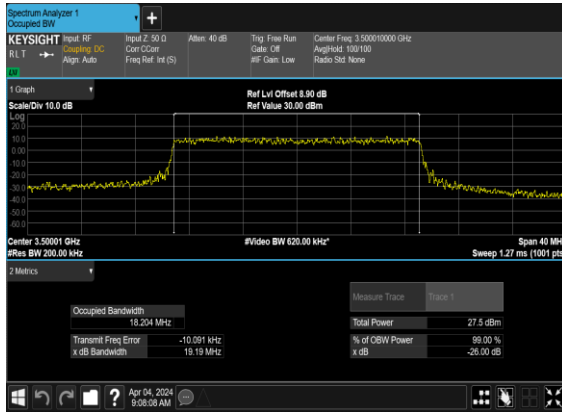 Spectrum Analyzer 1
Occupied BW
KEYSIGHT Input: RF Input Z: 50 Ω Atten: 40 dB Trig: Free Run Center Freq: 3.500010000 GHz
RLT Coupling: DC Corr CCorr Gate: Off Avg|Hold: 100/100
Align: Auto Freq Ref: Int (S) #IF Gain: Low Radio Std: None
1 Graph
Ref Lvl Offset 8.90 dB
Scale/Div 10.0 dB Ref Value 30.00 dBm
Log
20.0
10.0
0.00
-10.0
-20.0
-30.0
-40.0
-50.0
-60.0
Center 3.50001 GHz #Video BW 620.00 kHz* Span 40 MH
#Res BW 200.00 kHz Sweep 1.27 ms (1001 pts
2 Metrics
Measure Trace Trace 1
Occupied Bandwidth
18.204 MHz Total Power 27.5 dBm
Transmit Freq Error -10.091 kHz % of OBW Power 99.00 %
x dB Bandwidth 19.19 MHz x dB -26.00 dB
? Apr 04, 2024
9:08:08 AM